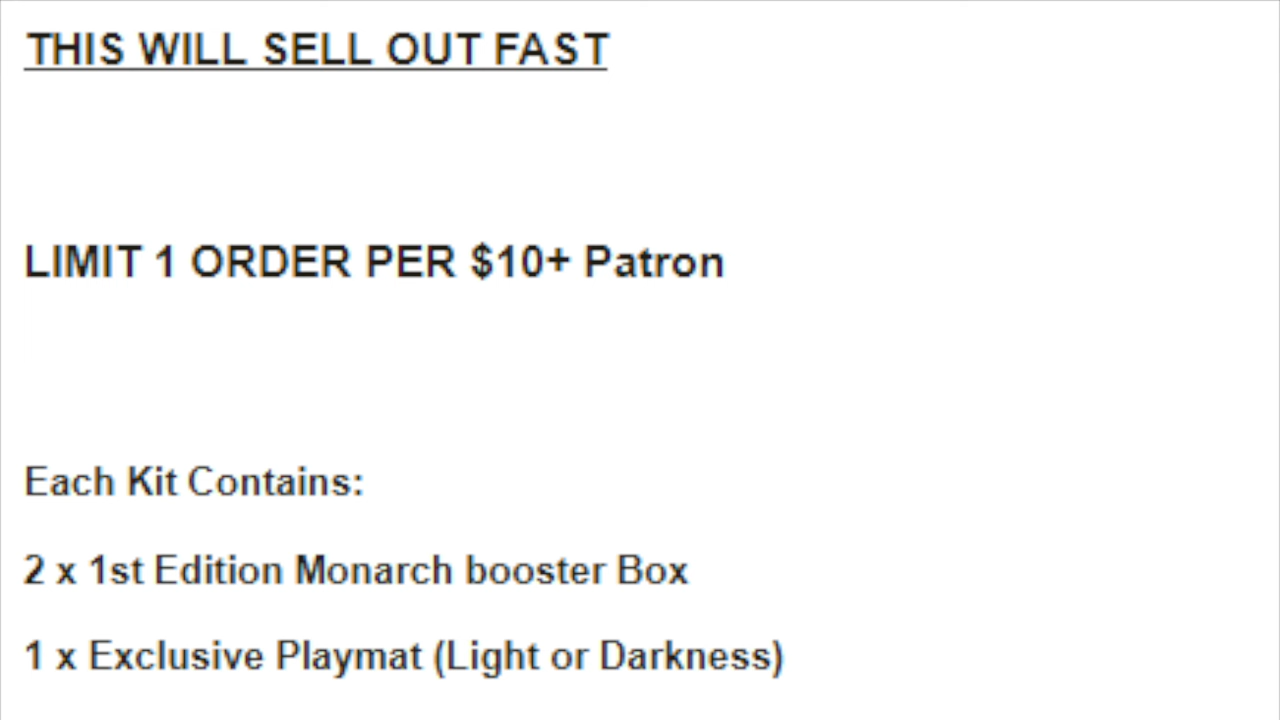 THIS WILL SELL OUT FAST
LIMIT 1 ORDER PER $10+ Patron
Each Kit Contains:
2 x 1st Edition Monarch booster Box
1 x Exclusive Playmat (Light or Darkness)